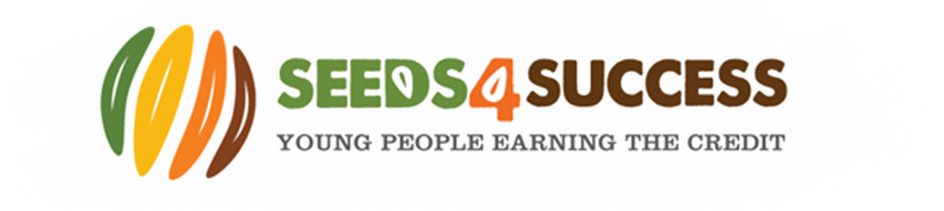 SEEDS4SUCCESS
YOUNG PEOPLE EARNING THE CREDIT